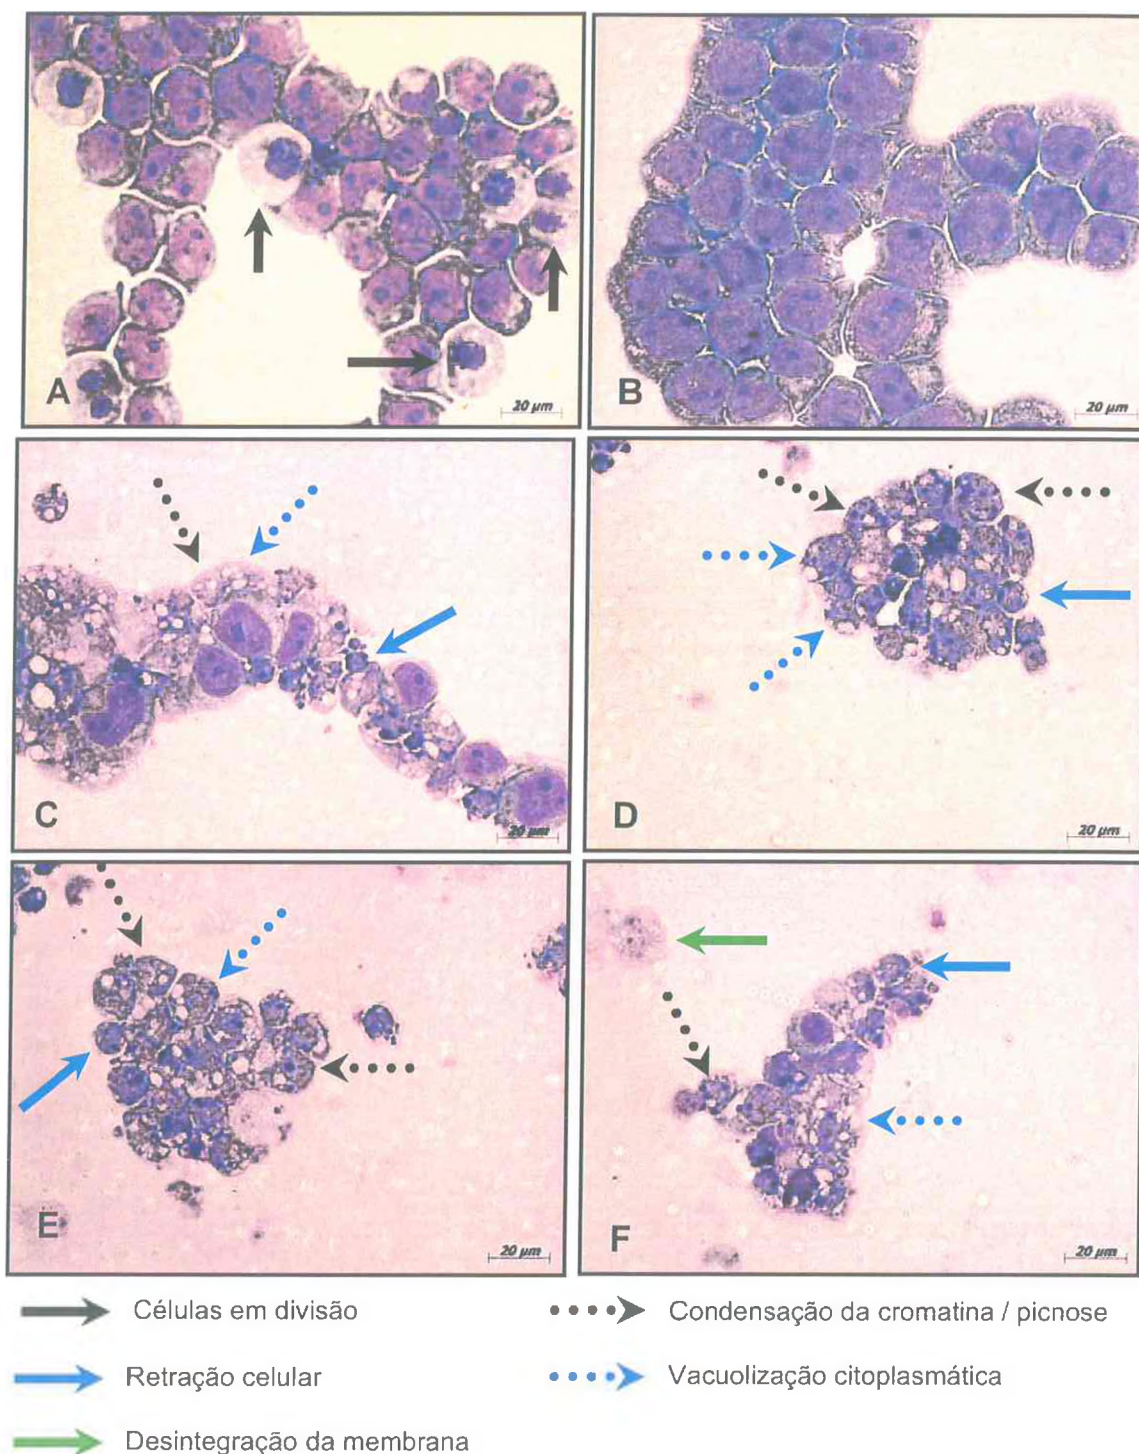 A
20 µm
B
20 µm
C
20 µm
D
20 µm
E
20 µm
F
20 µm
Células em divisão
Condensação da cromatina / picnose
Retração celular
Vacuolização citoplasmática
Desintegração da membrana